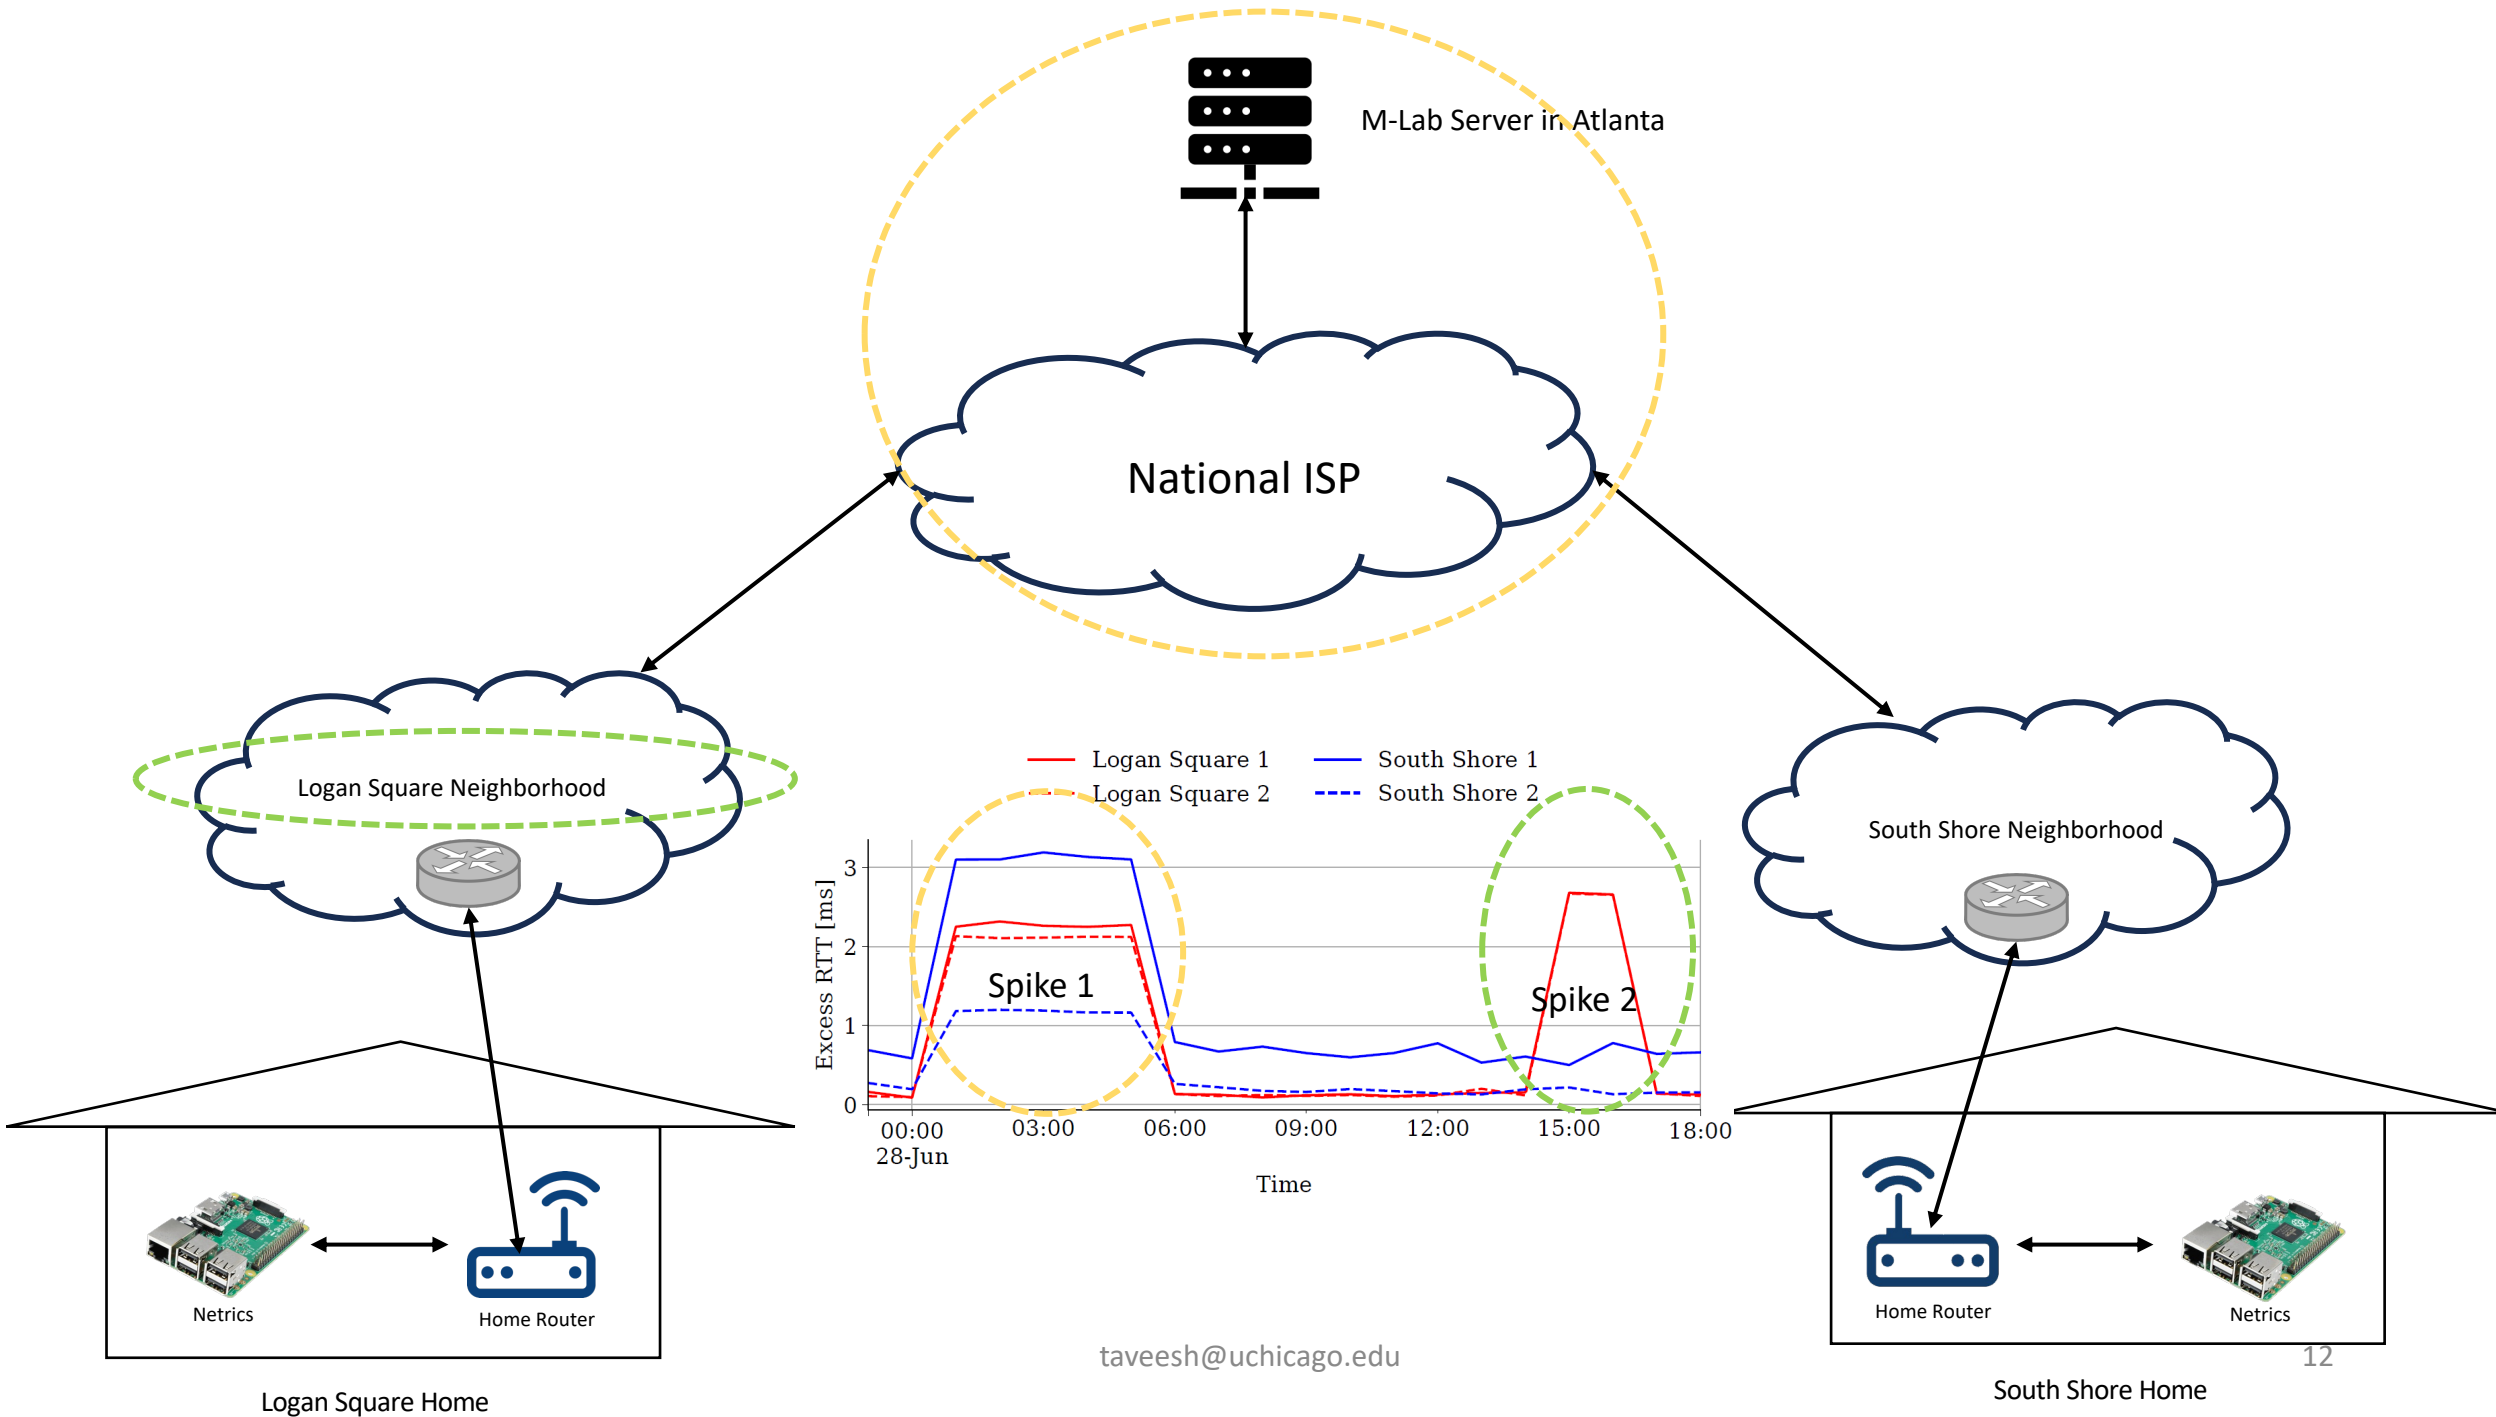 M-Lab Server in Atlanta
National ISP
Logan Square Neighborhood
South Shore Neighborhood
Logan Square 1
South Shore 1
Logan Square 2
South Shore 2
Excess RTT [ms]
3
2
1
0
Spike 1
Spike 2
00:00
03:00
06:00
09:00
12:00
15:00
18:00
28-Jun
Time
Netrics
Home Router
Home Router
Netrics
taveesh@uchicago.edu
12
Logan Square Home
South Shore Home